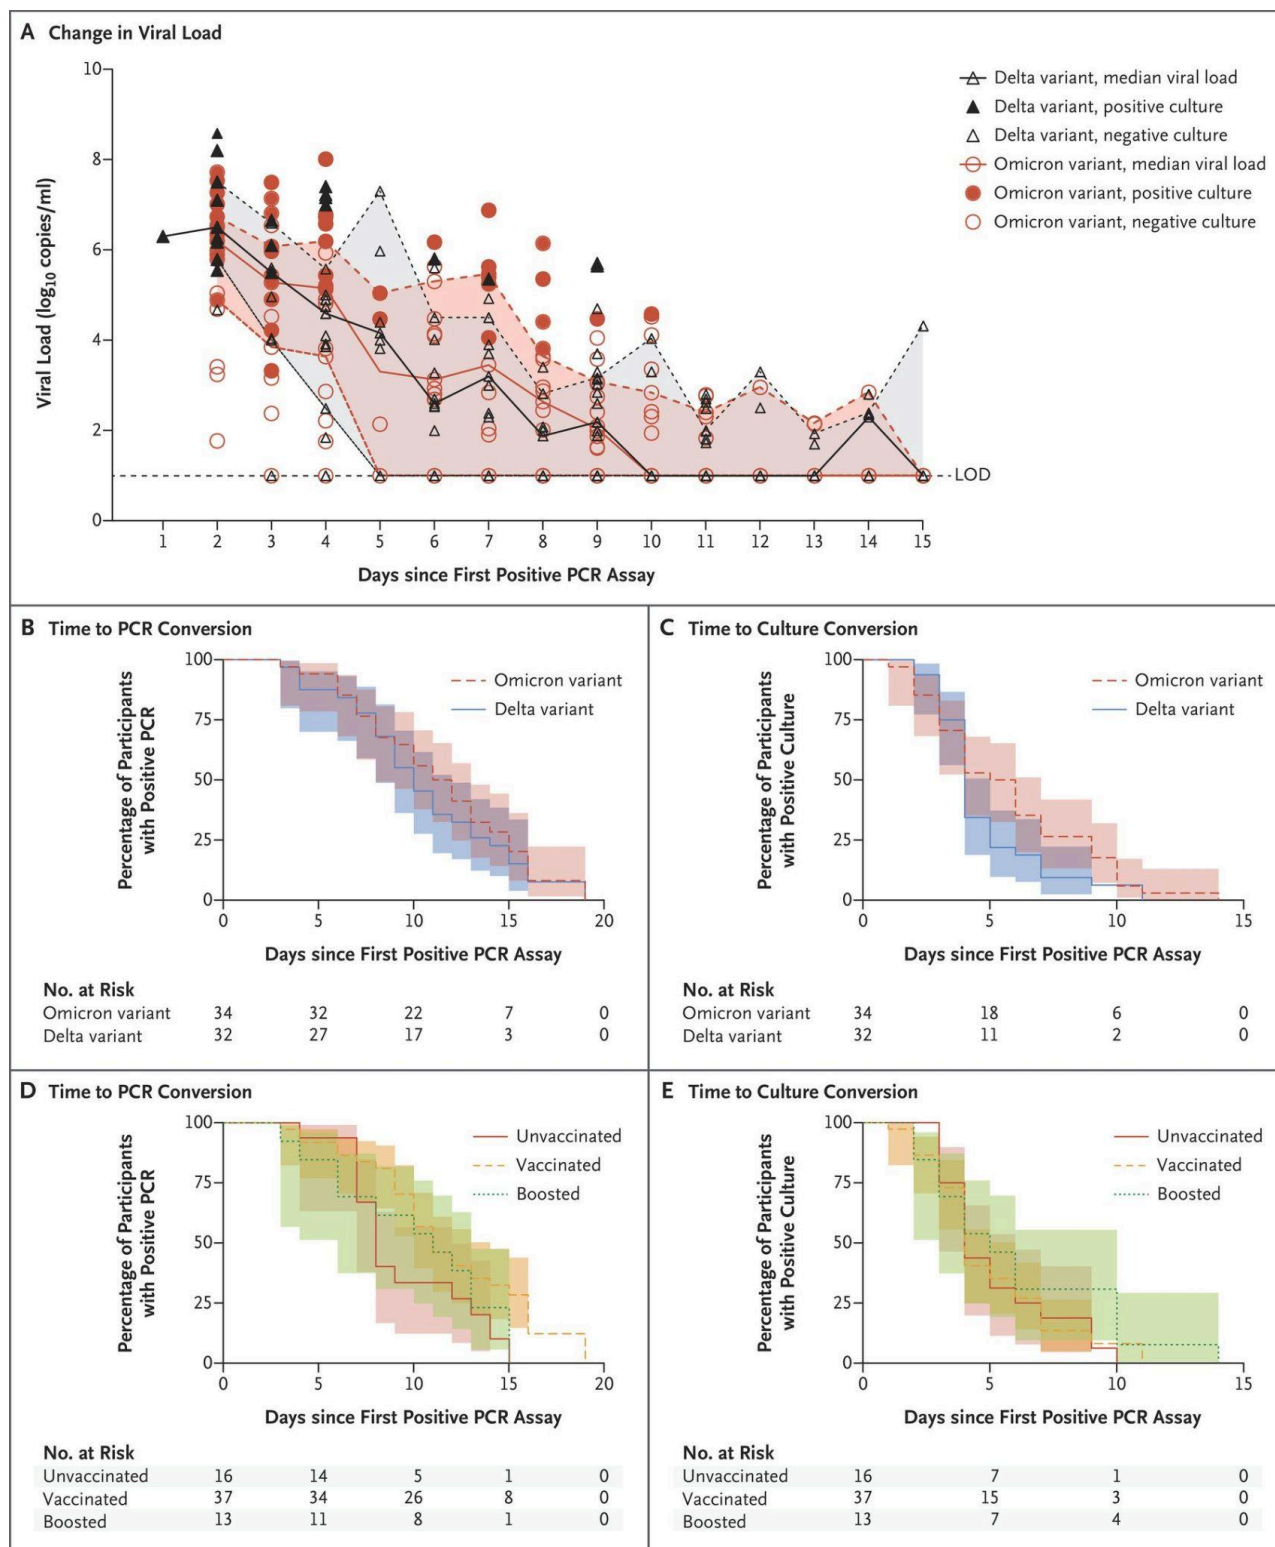 A Change in Viral Load
10
8
6
4
2
0
Viral Load (log10 copies/ml)
Delta variant, median viral load
Delta variant, positive culture
Delta variant, negative culture
Omicron variant, median viral load
Omicron variant, positive culture
Omicron variant, negative culture
LOD
1 2 3 4 5 6 7 8 9 10 11 12 13 14 15
Days since First Positive PCR Assay
B Time to PCR Conversion
100
75
50
25
0
Percentage of Participants
with Positive PCR
Omicron variant
Delta variant
0 5 10 15 20
Days since First Positive PCR Assay
No. at Risk
Omicron variant 34 32 22 7 0
Delta variant 32 27 17 3 0
C Time to Culture Conversion
100
75
50
25
0
Percentage of Participants
with Positive Culture
Omicron variant
Delta variant
0 5 10 15
Days since First Positive PCR Assay
No. at Risk
Omicron variant 34 18 6 0
Delta variant 32 11 2 0
D Time to PCR Conversion
100
75
50
25
0
Percentage of Participants
with Positive PCR
Unvaccinated
Vaccinated
Boosted
0 5 10 15 20
Days since First Positive PCR Assay
No. at Risk
Unvaccinated 16 14 5 1 0
Vaccinated 37 34 26 8 0
Boosted 13 11 8 1 0
E Time to Culture Conversion
100
75
50
25
0
Percentage of Participants
with Positive Culture
Unvaccinated
Vaccinated
Boosted
0 5 10 15
Days since First Positive PCR Assay
No. at Risk
Unvaccinated 16 7 1 0
Vaccinated 37 15 3 0
Boosted 13 7 4 0